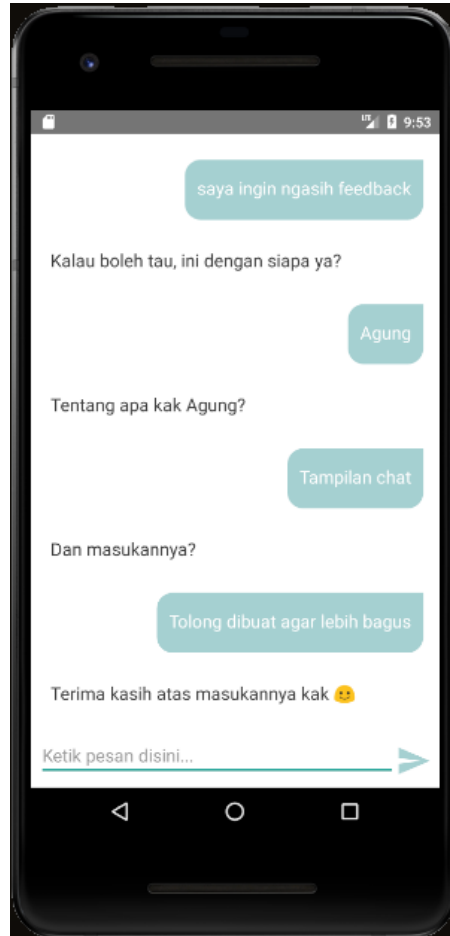 LTE 9:53
saya ingin ngasih feedback
Kalau boleh tau, ini dengan siapa ya?
Agung
Tentang apa kak Agung?
Tampilan chat
Dan masukannya?
Tolong dibuat agar lebih bagus
Terima kasih atas masukannya kak 🙂
Ketik pesan disini...